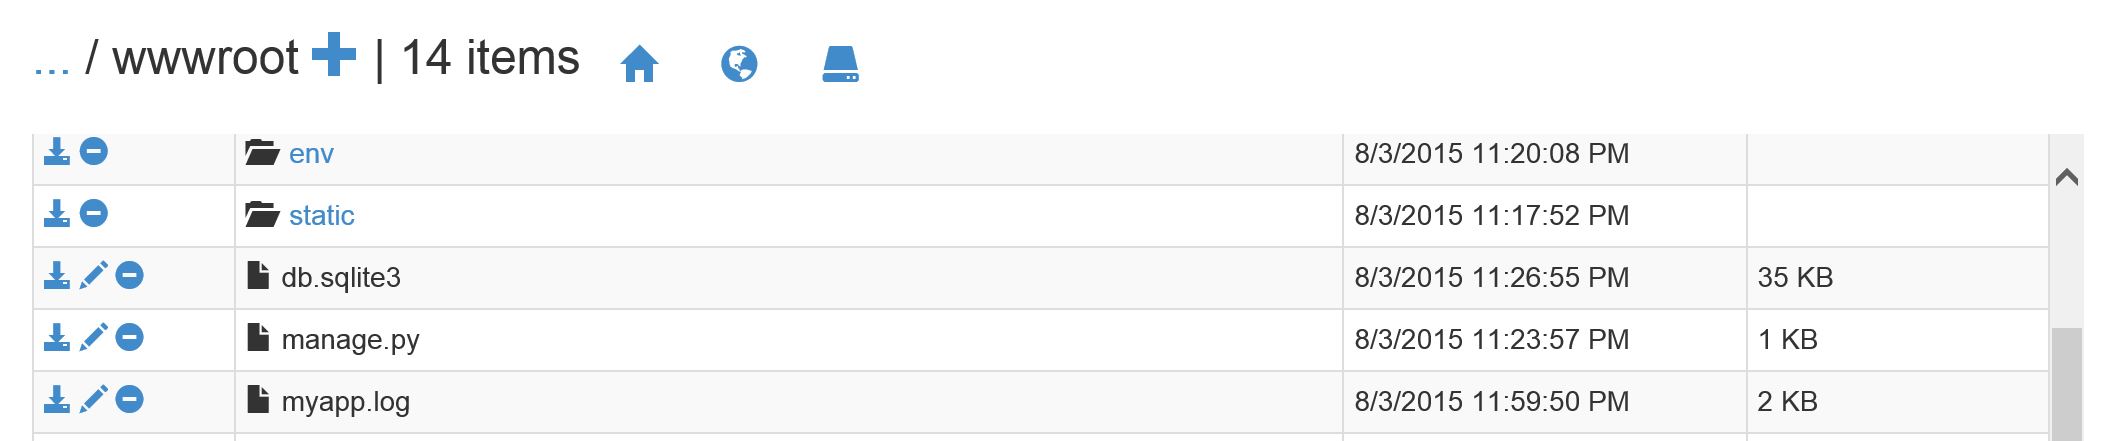 ... / wwwroot | 14 items
env 8/3/2015 11:20:08 PM
static 8/3/2015 11:17:52 PM
db.sqlite3 8/3/2015 11:26:55 PM 35 KB
manage.py 8/3/2015 11:23:57 PM 1 KB
myapp.log 8/3/2015 11:59:50 PM 2 KB